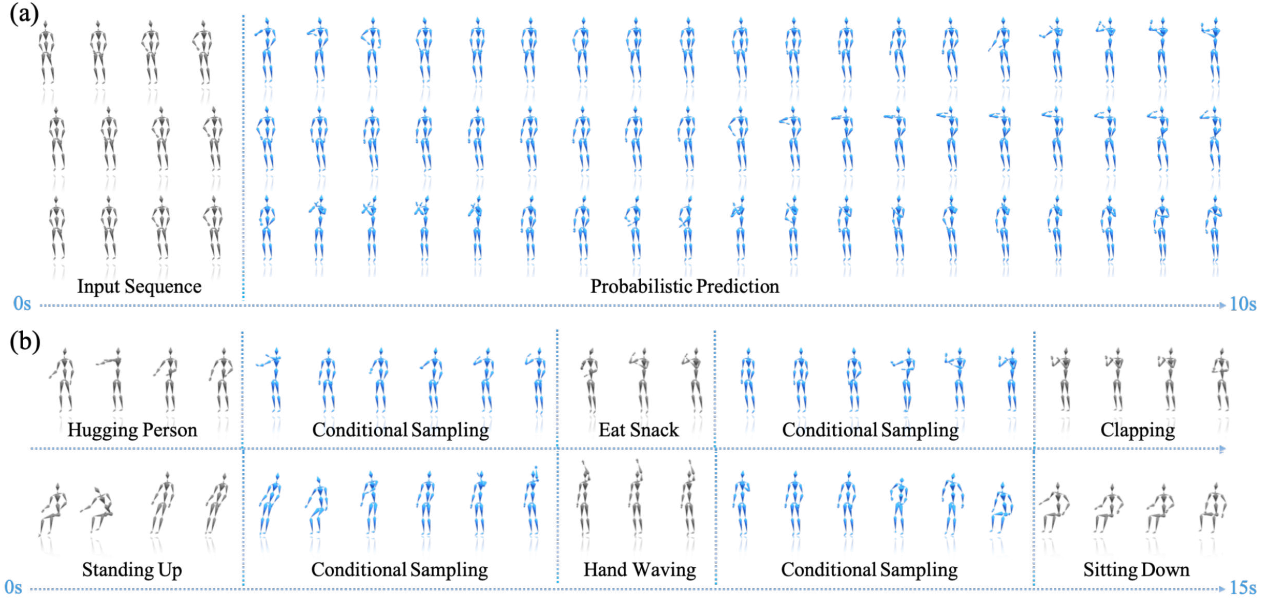 (a)
Input Sequence Probabilistic Prediction
0s 10s
(b)
Hugging Person Conditional Sampling Eat Snack Conditional Sampling Clapping
Standing Up Conditional Sampling Hand Waving Conditional Sampling Sitting Down
0s 15s